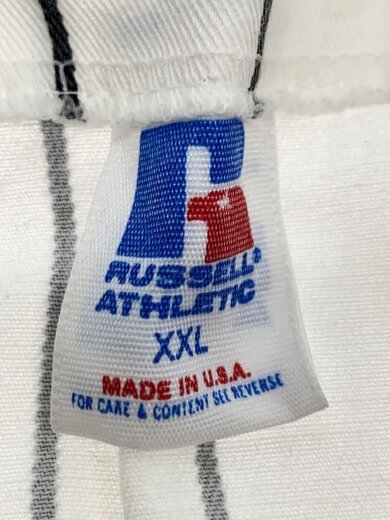 RUSSELL®
ATHLETIC
XXL
MADE IN U.S.A.
FOR CARE & CONTENT SEE REVERSE